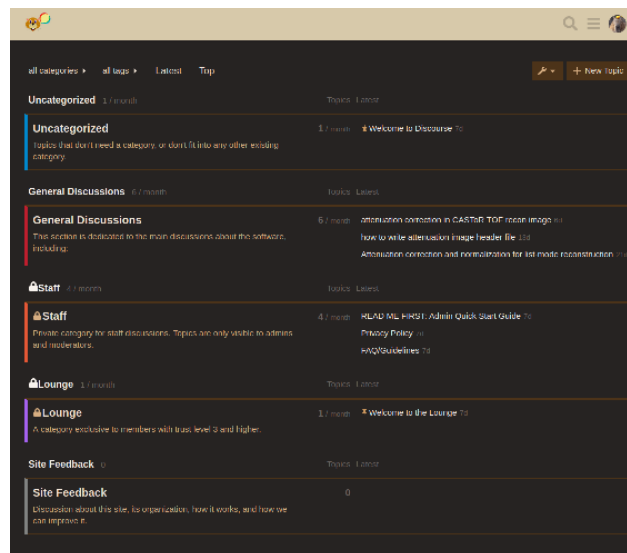 all categories all tags Latest Top + New Topic
Uncategorized 1 / month Topics Latest
Uncategorized 1 / month Welcome to Discourse 7d
Topics that don't need a category, or don't fit into any other existing
category.
General Discussions 6 / month Topics Latest
General Discussions 6 / month attenuation correction in CASToR TOF recon image 6d
This section is dedicated to the main discussions about the software, how to write attenuation image header file
including:
Attenuation correction and normalization for list-mode reconstruction
Staff 4 / month Topics Latest
Staff 4 / month READ ME FIRST: Admin Quick Start Guide 7d
Private category for staff discussions. Topics are only visible to admins Privacy Policy 7d
and moderators.
FAQ/Guidelines 7d
Lounge 1 / month Topics Latest
Lounge 1 / month Welcome to the Lounge 7d
A category exclusive to members with trust level 3 and higher.
Site Feedback 0 Topics Latest
Site Feedback 0
Discussion about this site, its organization, how it works, and how we
can improve it.